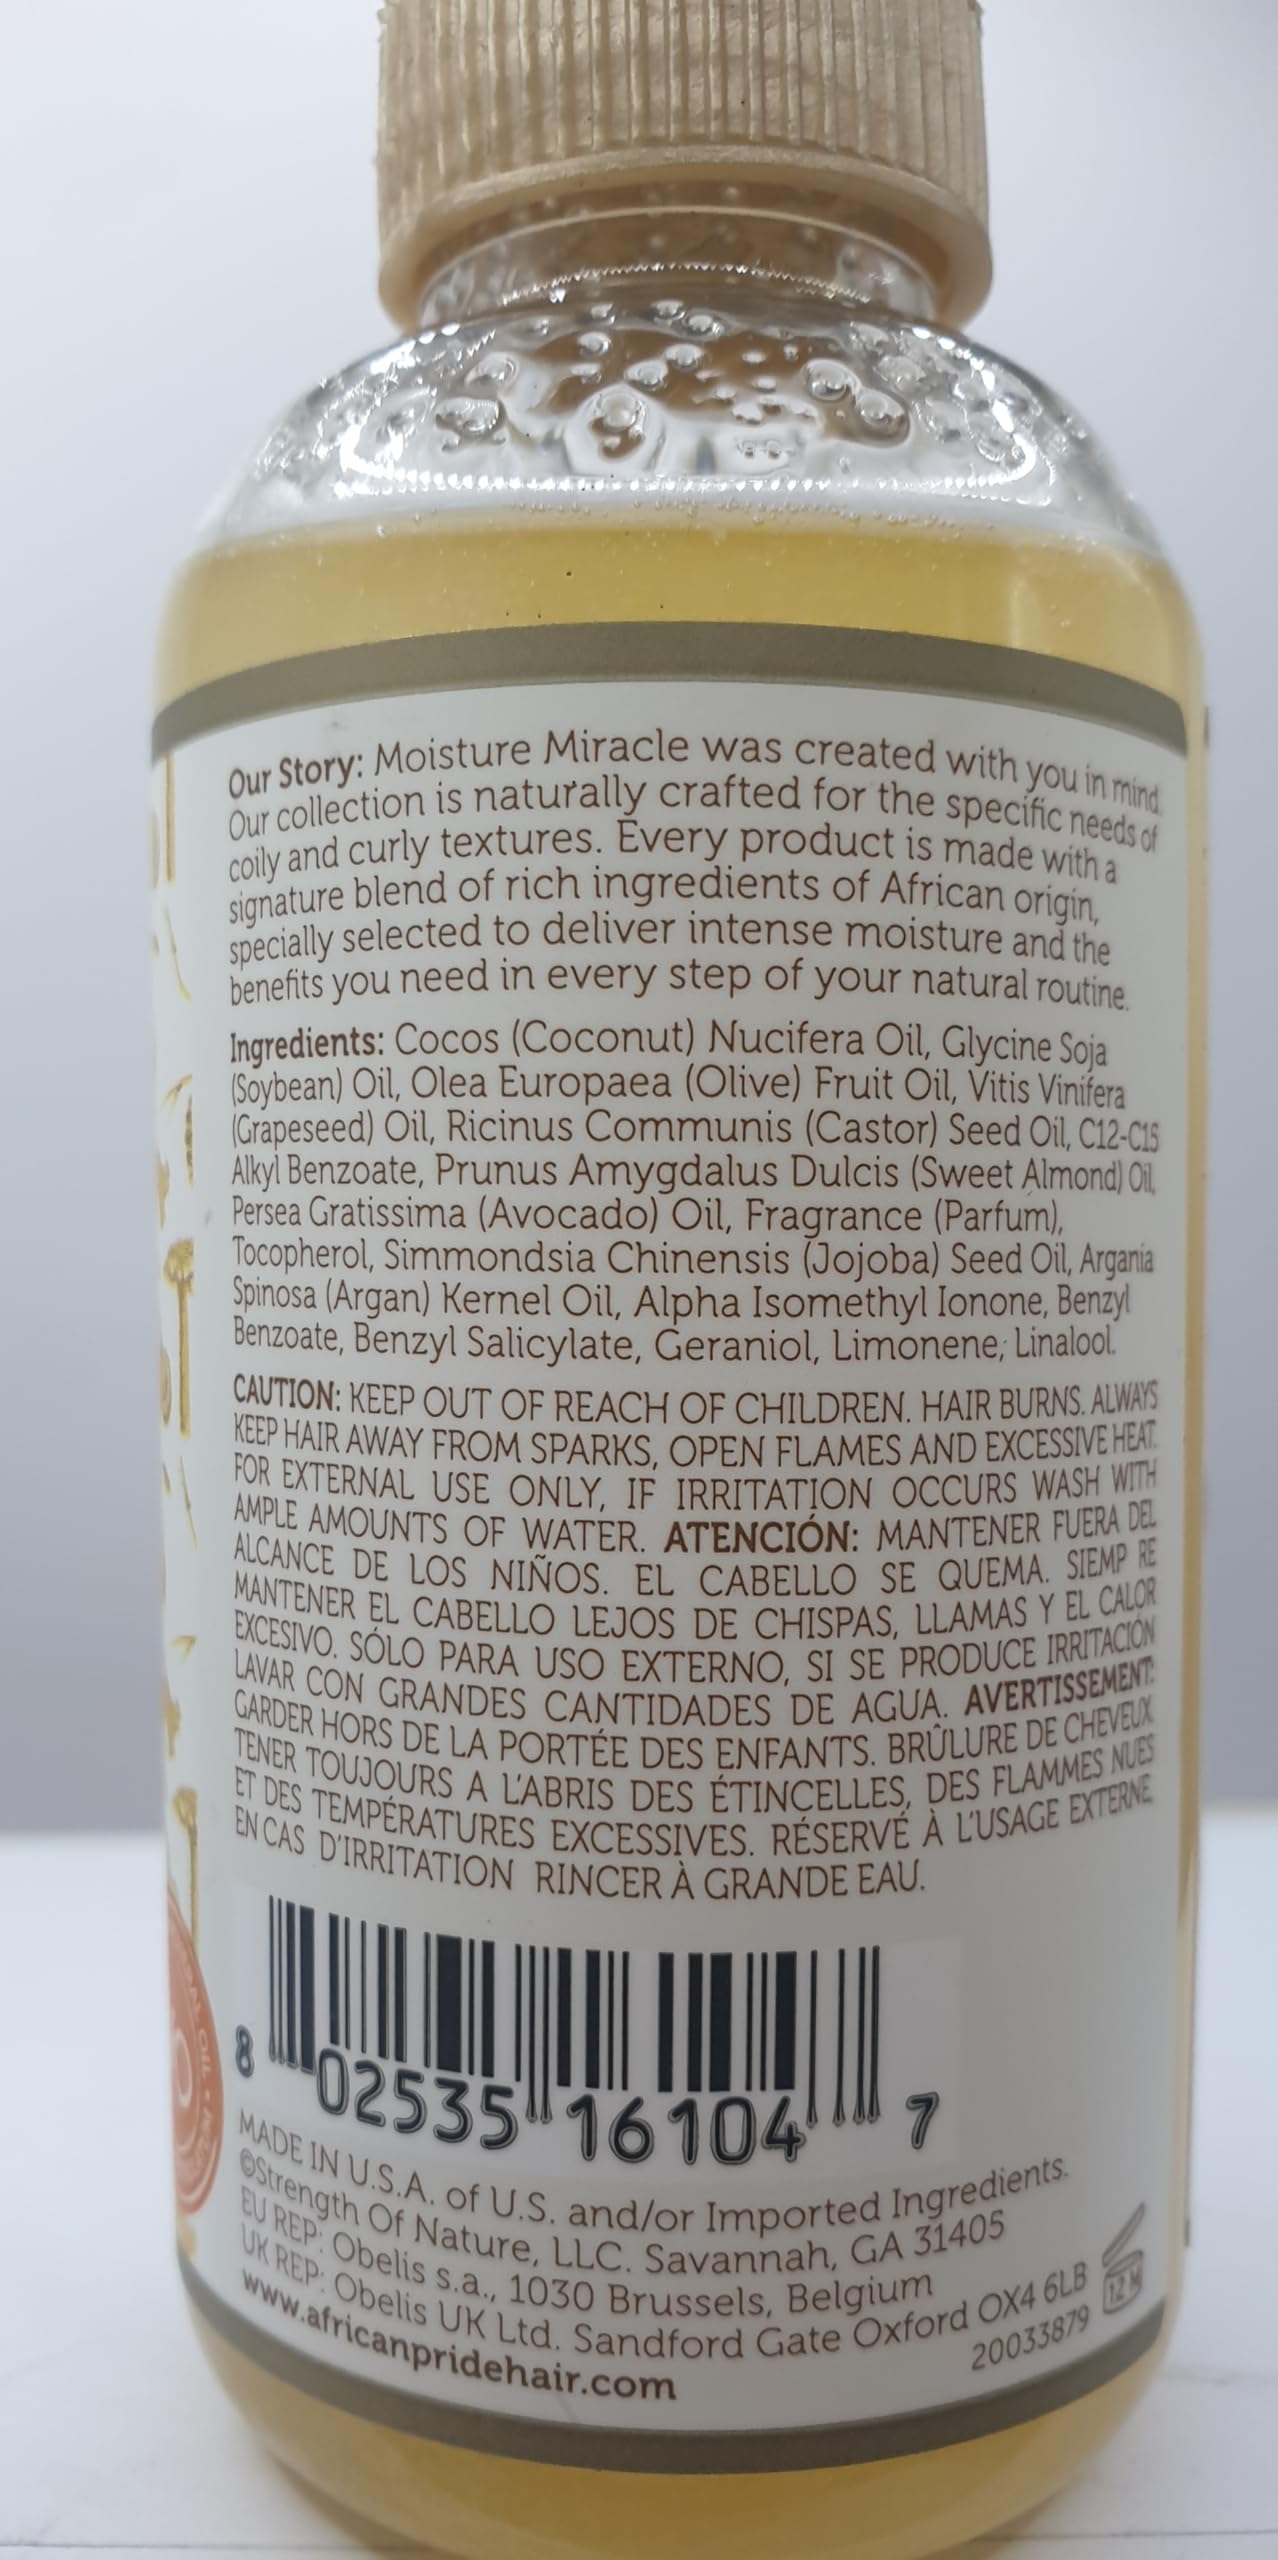 Our Story: Moisture Miracle was created with you in mind.
Our collection is naturally crafted for the specific needs of
coily and curly textures. Every product is made with a
signature blend of rich ingredients of African origin,
specially selected to deliver intense moisture and the
benefits you need in every step of your natural routine.
Ingredients: Cocos (Coconut) Nucifera Oil, Glycine Soja
(Soybean) Oil, Olea Europaea (Olive) Fruit Oil, Vitis Vinifera
(Grapeseed) Oil, Ricinus Communis (Castor) Seed Oil, C12-C15
Alkyl Benzoate, Prunus Amygdalus Dulcis (Sweet Almond) Oil,
Persea Gratissima (Avocado) Oil, Fragrance (Parfum),
Tocopherol, Simmondsia Chinensis (Jojoba) Seed Oil, Argania
Spinosa (Argan) Kernel Oil, Alpha Isomethyl Ionone, Benzyl
Benzoate, Benzyl Salicylate, Geraniol, Limonene, Linalool.
CAUTION: KEEP OUT OF REACH OF CHILDREN. HAIR BURNS. ALWAYS
KEEP HAIR AWAY FROM SPARKS, OPEN FLAMES AND EXCESSIVE HEAT.
FOR EXTERNAL USE ONLY, IF IRRITATION OCCURS WASH WITH
AMPLE AMOUNTS OF WATER. ATENCIÓN: MANTENER FUERA DEL
ALCANCE DE LOS NIÑOS. EL CABELLO SE QUEMA. SIEMP RE
MANTENER EL CABELLO LEJOS DE CHISPAS, LLAMAS Y EL CALOR
EXCESIVO. SÓLO PARA USO EXTERNO, SI SE PRODUCE IRRITACIÓN
LAVAR CON GRANDES CANTIDADES DE AGUA. AVERTISSEMENT:
GARDER HORS DE LA PORTÉE DES ENFANTS. BRÛLURE DE CHEVEUX
TENER TOUJOURS A L'ABRIS DES ÉTINCELLES, DES FLAMMES NUES
ET DES TEMPÉRATURES EXCESSIVES. RÉSERVÉ À L'USAGE EXTERNE.
EN CAS D'IRRITATION RINCER À GRANDE EAU.
8 02535 16104 7
MADE IN U.S.A. of U.S. and/or Imported Ingredients.
©Strength Of Nature, LLC. Savannah, GA 31405
EU REP: Obelis s.a., 1030 Brussels, Belgium
UK REP: Obelis UK Ltd. Sandford Gate Oxford OX4 6LB
www.africanpridehair.com
20033879
12 M